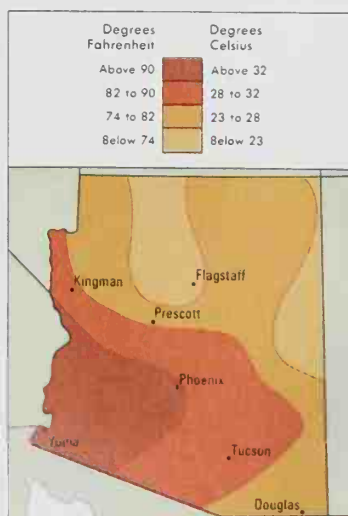 Degrees Fahrenheit Degrees Celsius
Above 90 Above 32
82 to 90 28 to 32
74 to 82 23 to 28
Below 74 Below 23
Kingman
Flagstaff
Prescott
Phoenix
Yuma
Tucson
Douglas